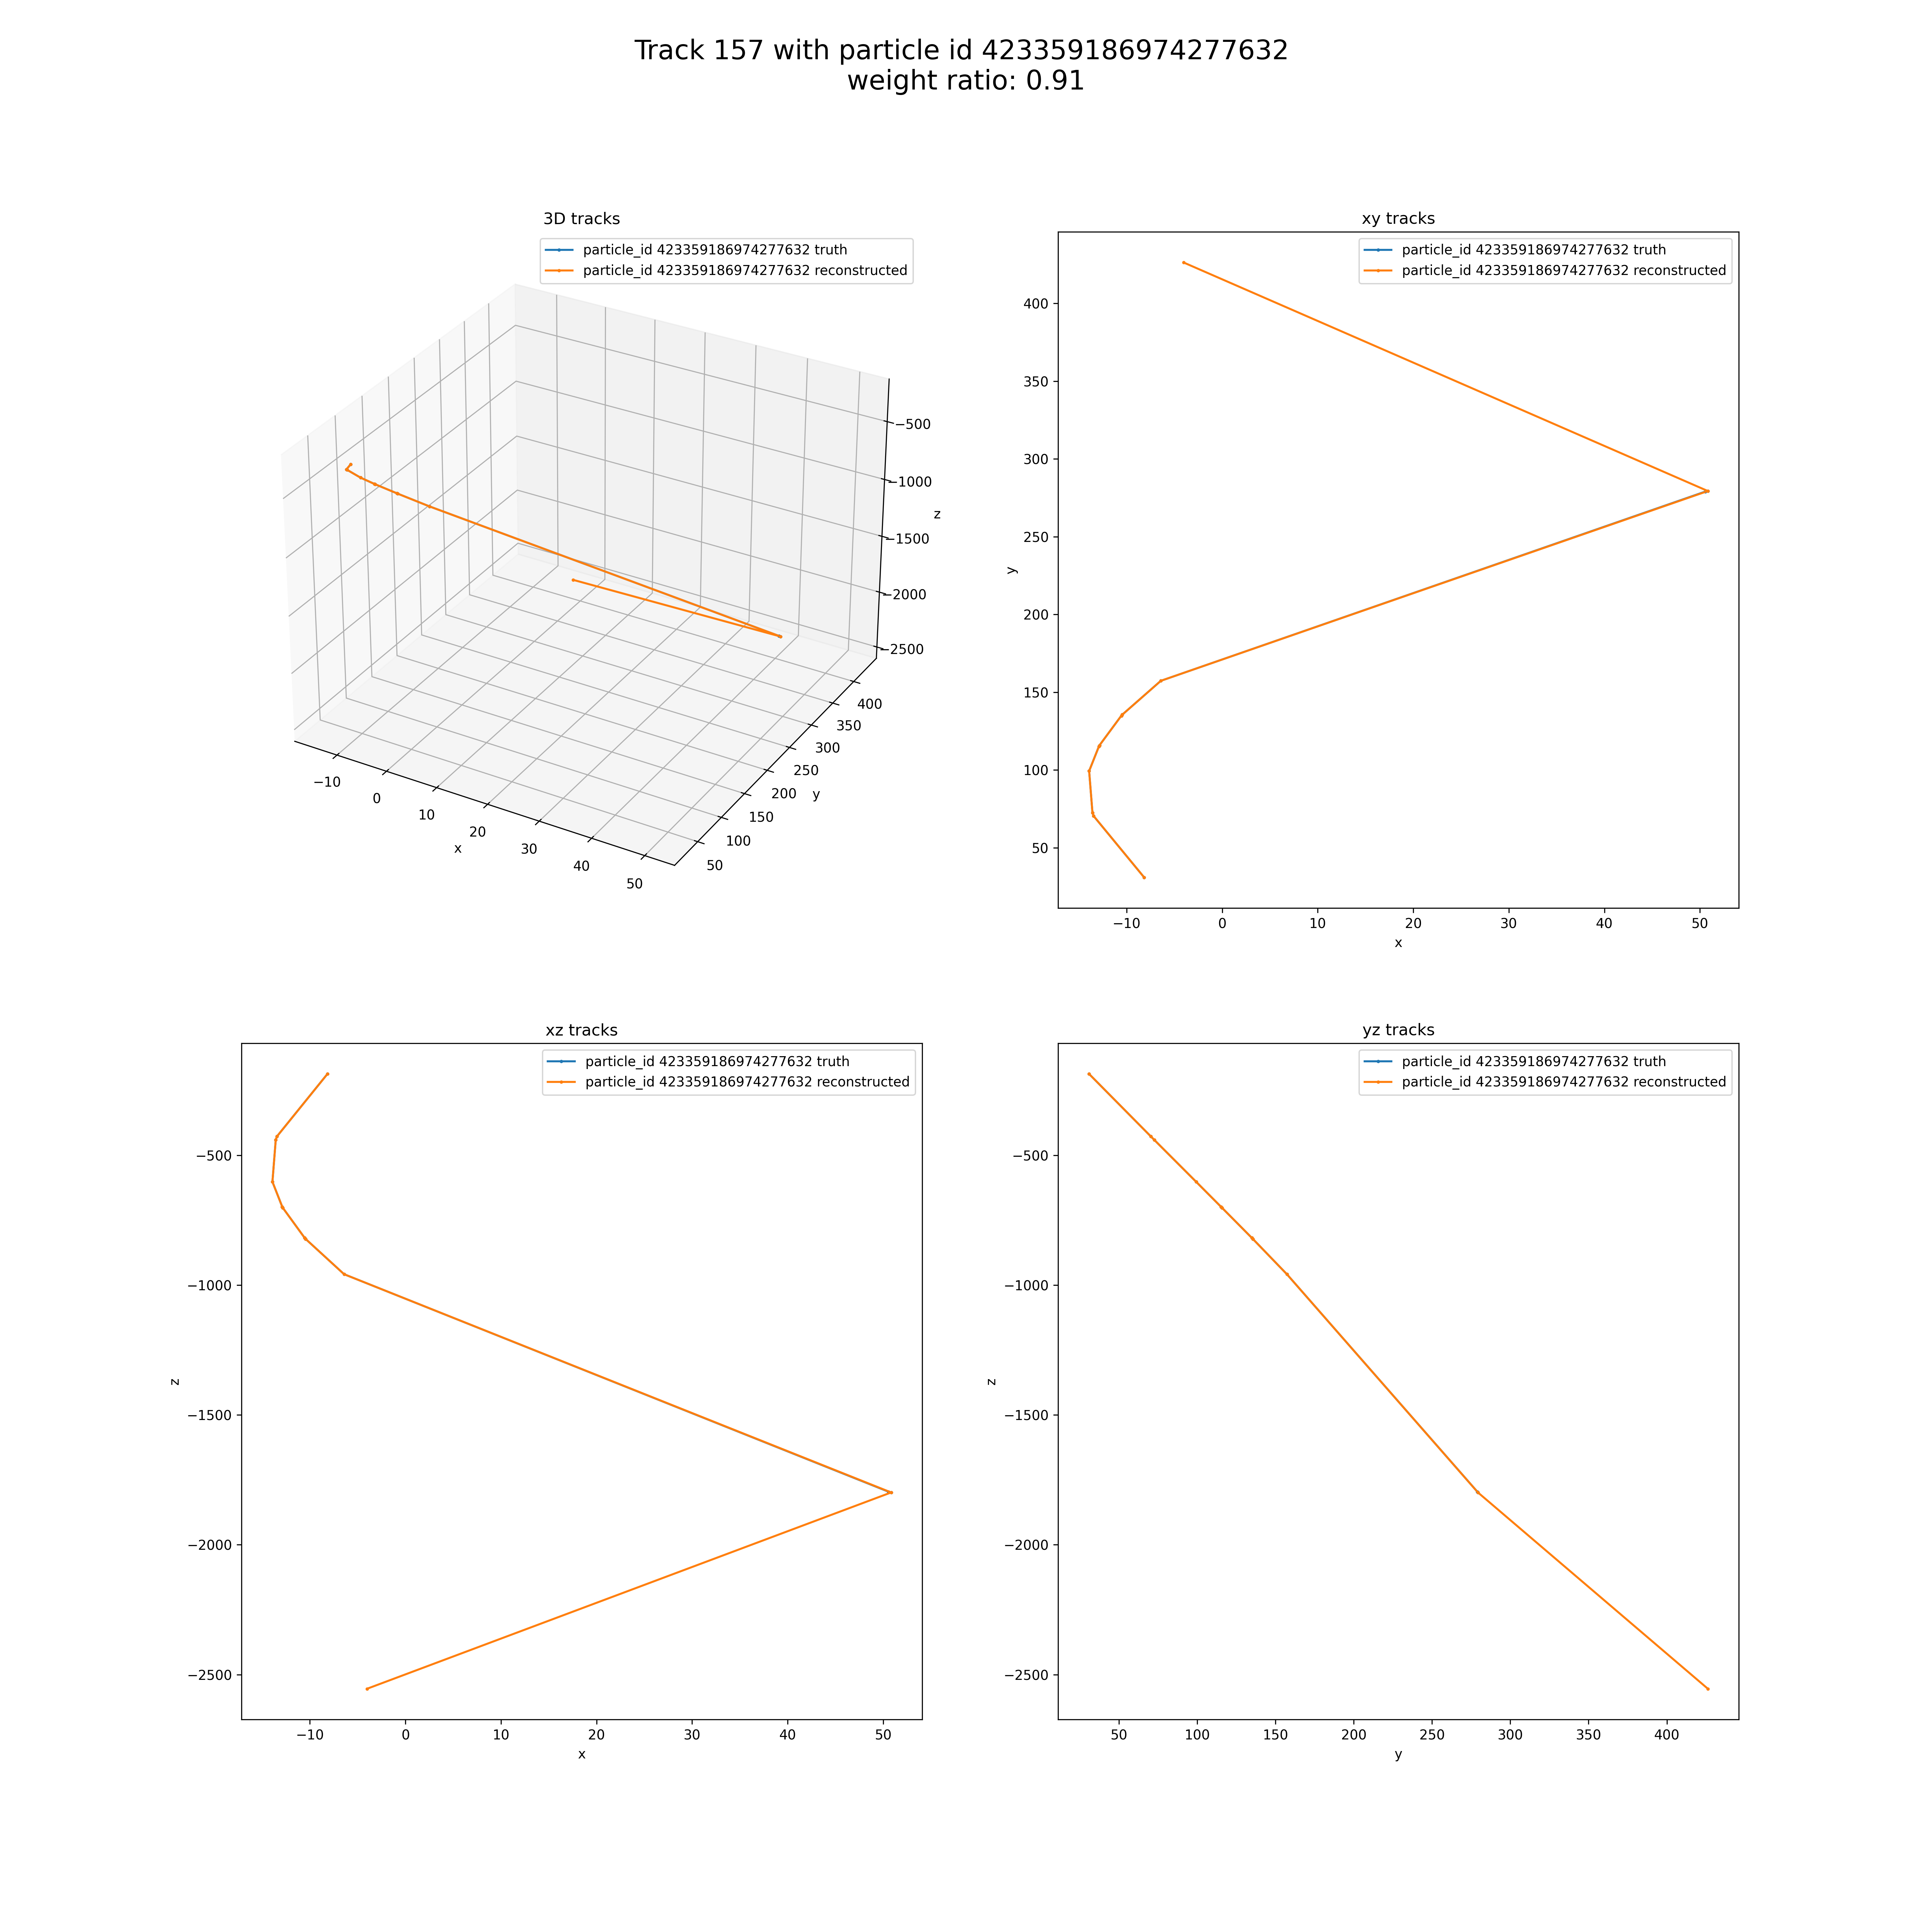 Track 157 with particle id 423359186974277632
weight ratio: 0.91
3D tracks
particle_id 423359186974277632 truth
particle_id 423359186974277632 reconstructed
−500
−1000
z
−1500
−2000
−2500
400
350
300
250
200
150
100
50
y
−10
0
10
20
30
40
50
x
xy tracks
particle_id 423359186974277632 truth
particle_id 423359186974277632 reconstructed
400
350
300
250
200
150
100
50
y
−10 0 10 20 30 40 50
x
xz tracks
particle_id 423359186974277632 truth
particle_id 423359186974277632 reconstructed
−500
−1000
−1500
−2000
−2500
z
−10 0 10 20 30 40 50
x
yz tracks
particle_id 423359186974277632 truth
particle_id 423359186974277632 reconstructed
−500
−1000
−1500
−2000
−2500
z
50 100 150 200 250 300 350 400
y